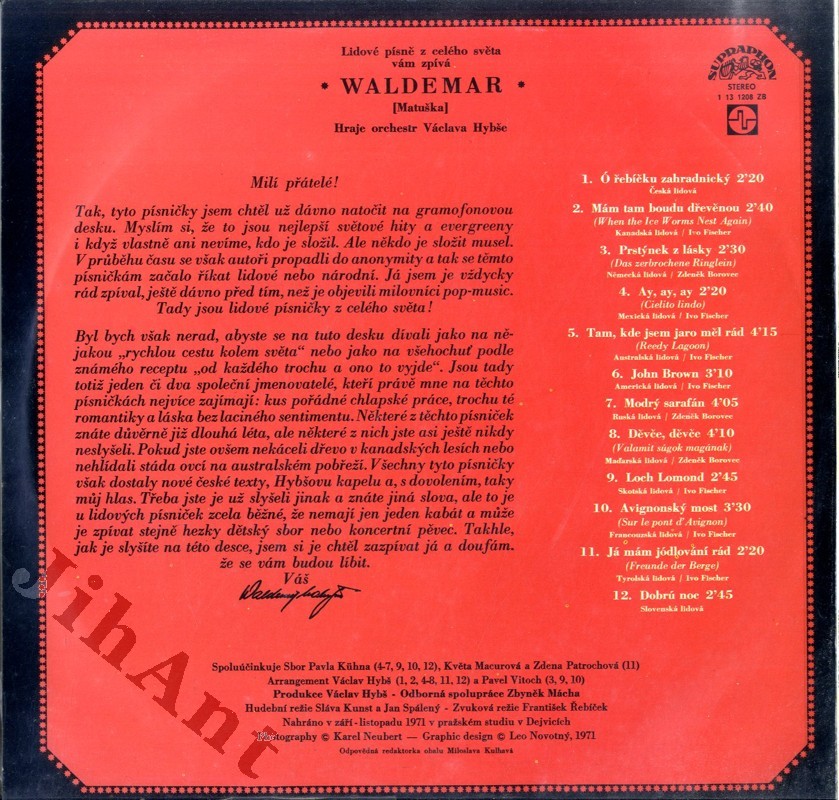 Lidové písně z celého světa
vám zpívá
* WALDEMAR *
[Matuška]
Hraje orchestr Václava Hybše
SUPRAPHON
STEREO
1 13 1208 ZB
Milí přátelé!
Tak, tyto písničky jsem chtěl už dávno natočit na gramofonovou
desku. Myslím si, že to jsou nejlepší světové hity a evergreeny
i když vlastně ani nevíme, kdo je složil. Ale někdo je složit musel.
V průběhu času se však autoři propadli do anonymity a tak se těmto
písničkám začalo říkat lidové nebo národní. Já jsem je vždycky
rád zpíval, ještě dávno před tím, než je objevili milovníci pop-music.
Tady jsou lidové písničky z celého světa!
Byl bych však nerad, abyste se na tuto desku dívali jako na ně-
jakou „rychlou cestu kolem světa“ nebo jako na všehochuť podle
známého receptu „od každého trochu a ono to vyjde“. Jsou tady
totiž jeden či dva společní jmenovatelé, kteří právě mne na těchto
písničkách nejvíce zajímají: kus pořádné chlapské práce, trochu té
romantiky a láska bez laciného sentimentu. Některé z těchto písniček
znáte důvěrně již dlouhá léta, ale některé z nich jste asi ještě nikdy
neslyšeli. Pokud jste ovšem nekáceli dřevo v kanadských lesích nebo
nehlídali stáda ovcí na australském pobřeží. Všechny tyto písničky
však dostaly nové české texty, Hybšovu kapelu a, s dovolením, taky
můj hlas. Třeba jste je už slyšeli jinak a znáte jiná slova, ale to je
u lidových písniček zcela běžné, že nemají jen jeden kabát a může
je zpívat stejně hezky dětský sbor nebo koncertní pěvec. Takhle,
jak je slyšíte na této desce, jsem si je chtěl zazpívat já a doufám.
že se vám budou líbit.
Váš
1. Ó řebíčku zahradnický 2'20
Česká lidová
2. Mám tam boudu dřevěnou 2'40
(When the Ice Worms Nest Again)
Kanadská lidová / Ivo Fischer
3. Prstýnek z lásky 2'30
(Das zerbrochene Ringlein)
Německá lidová / Zdeněk Borovec
4. Ay, ay, ay 2'20
(Cielito lindo)
Mexická lidová / Ivo Fischer
5. Tam, kde jsem jaro měl rád 4'15
(Reedy Lagoon)
Australská lidová / Ivo Fischer
6. John Brown 3'10
Americká lidová / Ivo Fischer
7. Modrý sarafán 4'05
Ruská lidová / Zdeněk Borovec
8. Děvče, děvče 4'10
(Valamit súgok magának)
Maďarská lidová / Zdeněk Borovec
9. Loch Lomond 2'45
Skotská lidová / Ivo Fischer
10. Avignonský most 3'30
(Sur le pont d'Avignon)
Francouzská lidová / Ivo Fischer
11. Já mám jódlování rád 2'20
(Freunde der Berge)
Tyrolská lidová / Ivo Fischer
12. Dobrú noc 2'45
Slovenská lidová
Spoluúčinkuje Sbor Pavla Kühna (4-7, 9, 10, 12), Květa Macurová a Zdena Patrochová (11)
Arrangement Václav Hybš (1, 2, 4-8, 11, 12) a Pavel Vitoch (3, 9, 10)
Produkce Václav Hybš - Odborná spolupráce Zbyněk Mácha
Hudební režie Sláva Kunst a Jan Spálený - Zvuková režie František Řebíček
Nahráno v září-listopadu 1971 v pražském studiu v Dejvicích
Photography © Karel Neubert — Graphic design © Leo Novotný, 1971
Odpovědná redaktorka obalu Miloslava Kulhavá
JihAnt